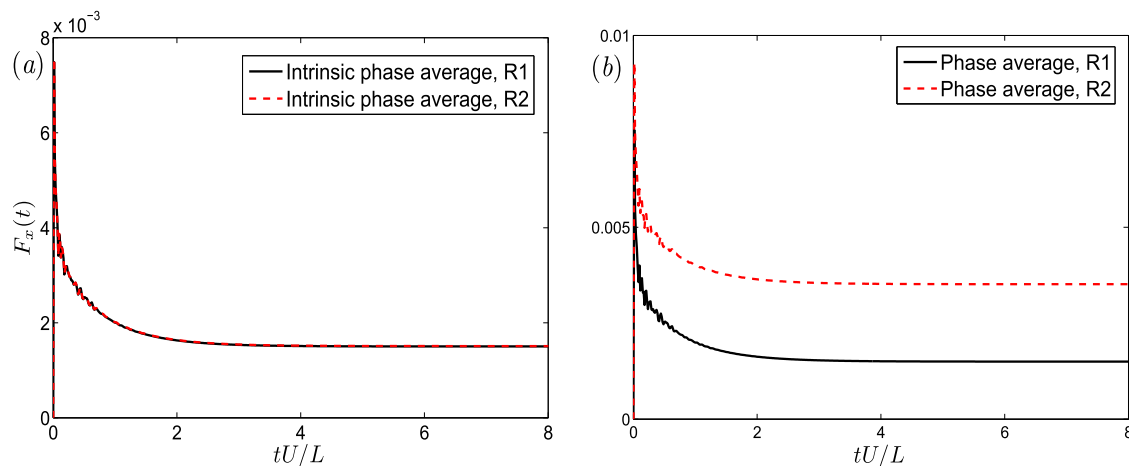 x 10⁻³
(a)
Intrinsic phase average, R1
Intrinsic phase average, R2
F_x(t)
8
6
4
2
0
0 2 4 6 8
tU/L
(b)
Phase average, R1
Phase average, R2
0.01
0.005
0
0 2 4 6 8
tU/L